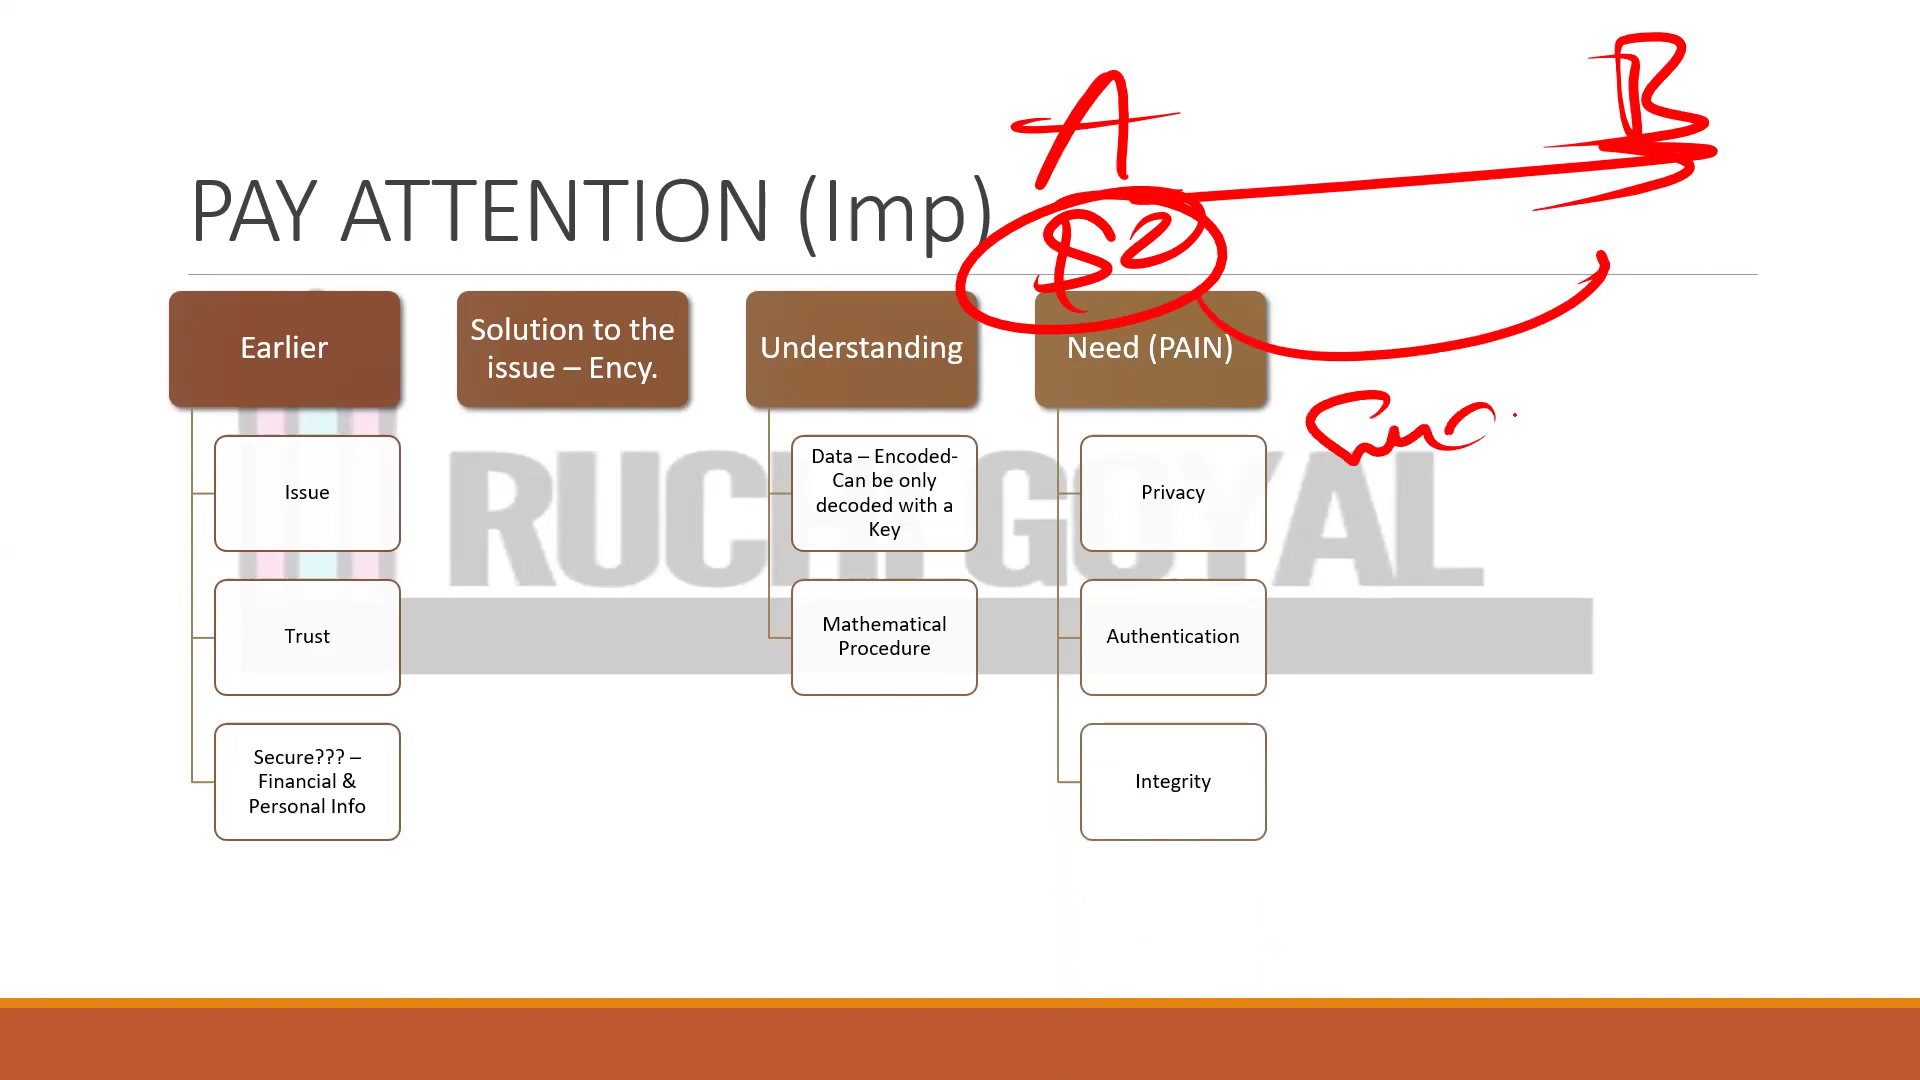 A
B
PAY ATTENTION (Imp)
$2
Earlier
Issue
Trust
Secure??? –
Financial &
Personal Info
Solution to the
issue – Ency.
Understanding
Data – Encoded-
Can be only
decoded with a
Key
Mathematical
Procedure
Need (PAIN)
Privacy
Authentication
Integrity
RUCHI GOYAL